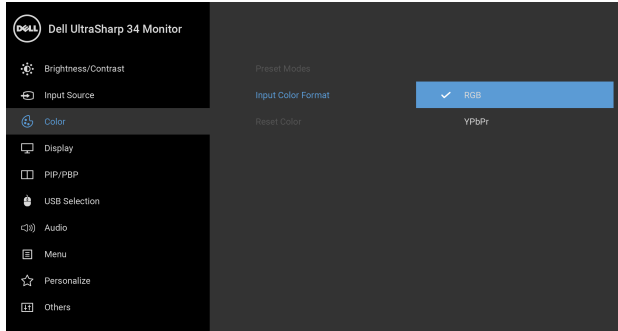 DELL Dell UltraSharp 34 Monitor
Brightness/Contrast
Input Source
Color
Display
PIP/PBP
USB Selection
Audio
Menu
Personalize
Others
Preset Modes
Input Color Format
Reset Color
RGB
YPbPr